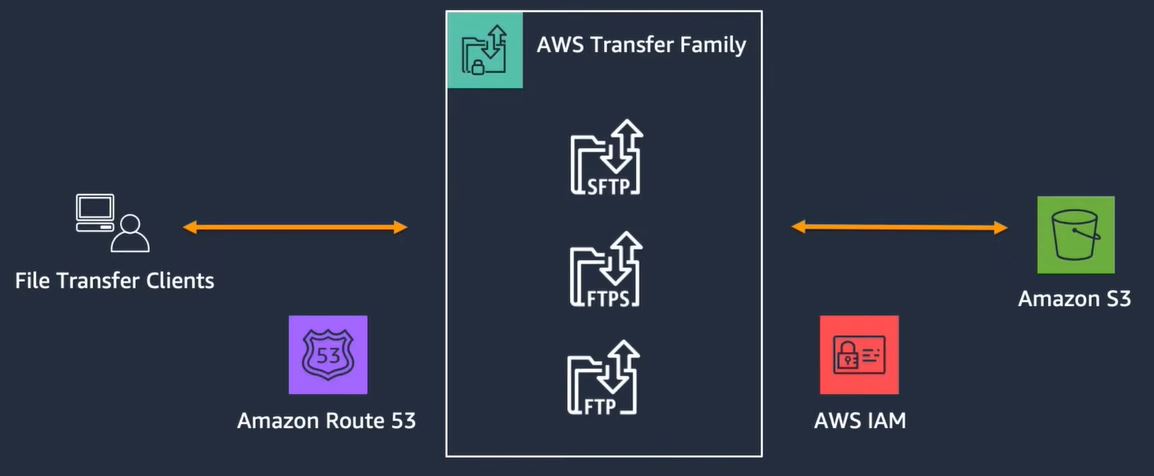 AWS Transfer Family
SFTP
File Transfer Clients
FTPS
Amazon S3
53
Amazon Route 53
FTP
AWS IAM